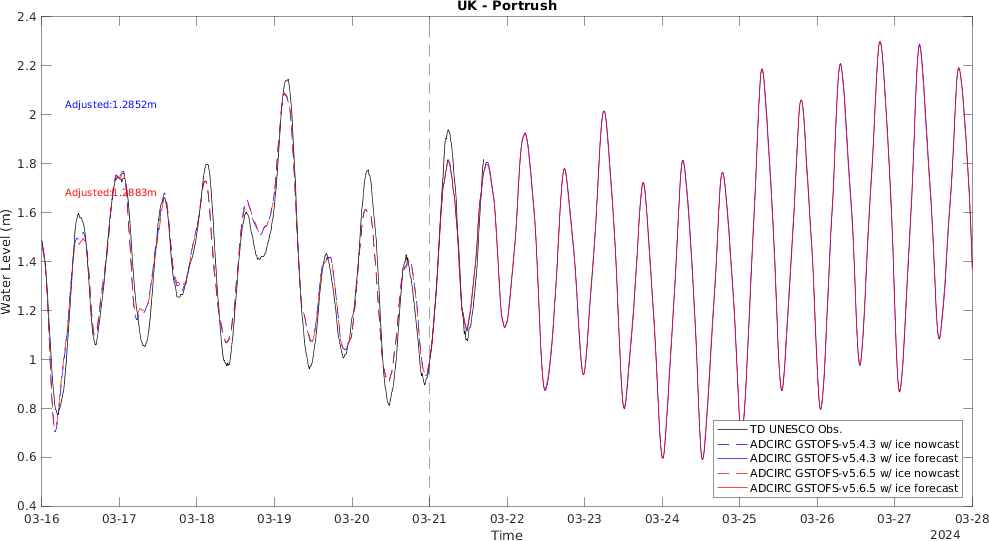 UK - Portrush
2.4
2.2
2
1.8
1.6
1.4
1.2
1
0.8
0.6
0.4
Water Level (m)
Adjusted:1.2852m
Adjusted:1.2883m
TD UNESCO Obs.
ADCIRC GSTOFS-v5.4.3 w/ ice nowcast
ADCIRC GSTOFS-v5.4.3 w/ ice forecast
ADCIRC GSTOFS-v5.6.5 w/ ice nowcast
ADCIRC GSTOFS-v5.6.5 w/ ice forecast
03-16 03-17 03-18 03-19 03-20 03-21 03-22 03-23 03-24 03-25 03-26 03-27 03-28
Time
2024